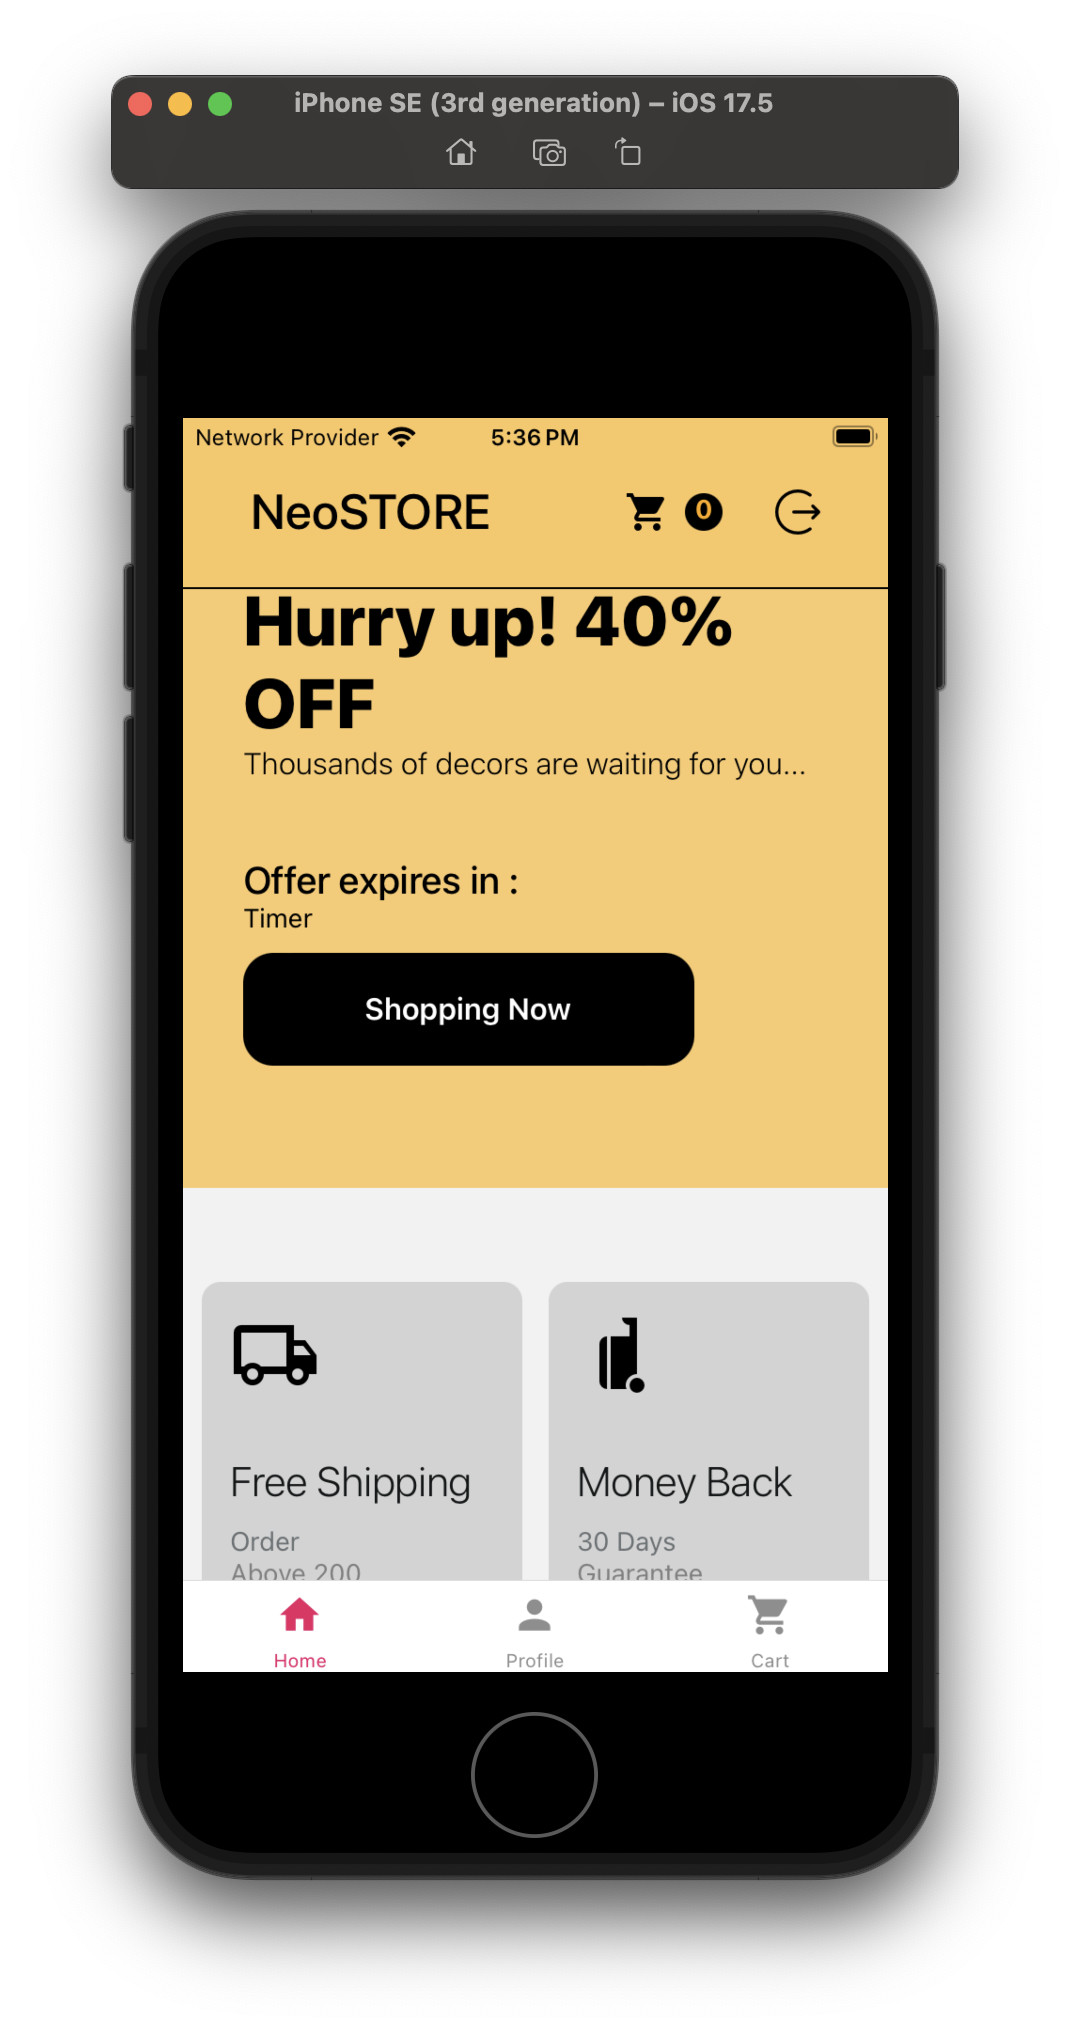 iPhone SE (3rd generation) – iOS 17.5
Network Provider 5:36 PM
NeoSTORE 0
Hurry up! 40%
OFF
Thousands of decors are waiting for you...
Offer expires in :
Timer
Shopping Now
Free Shipping
Order
Above 200
Money Back
30 Days
Guarantee
Home Profile Cart